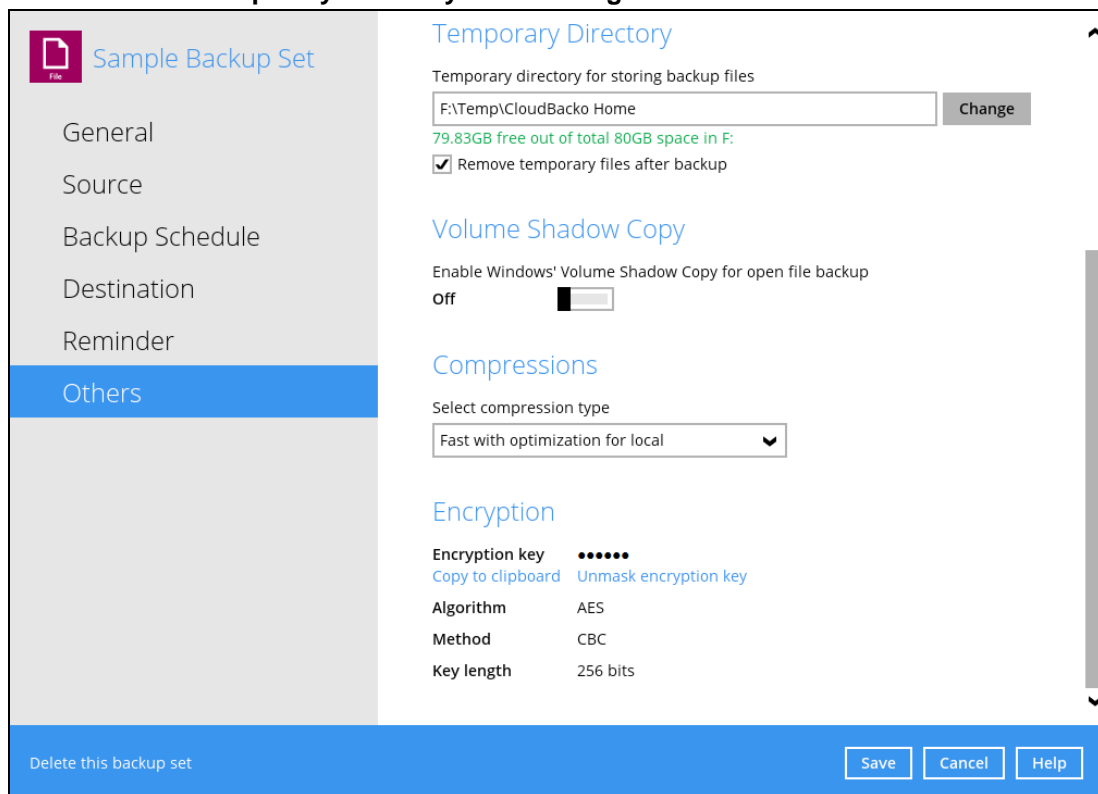 File
Sample Backup Set
General
Source
Backup Schedule
Destination
Reminder
Others
Temporary Directory
Temporary directory for storing backup files
F:\Temp\CloudBacko Home
Change
79.83GB free out of total 80GB space in F:
Remove temporary files after backup
Volume Shadow Copy
Enable Windows' Volume Shadow Copy for open file backup
Off
Compressions
Select compression type
Fast with optimization for local
Encryption
Encryption key ••••••
Copy to clipboard Unmask encryption key
Algorithm AES
Method CBC
Key length 256 bits
Delete this backup set
Save Cancel Help